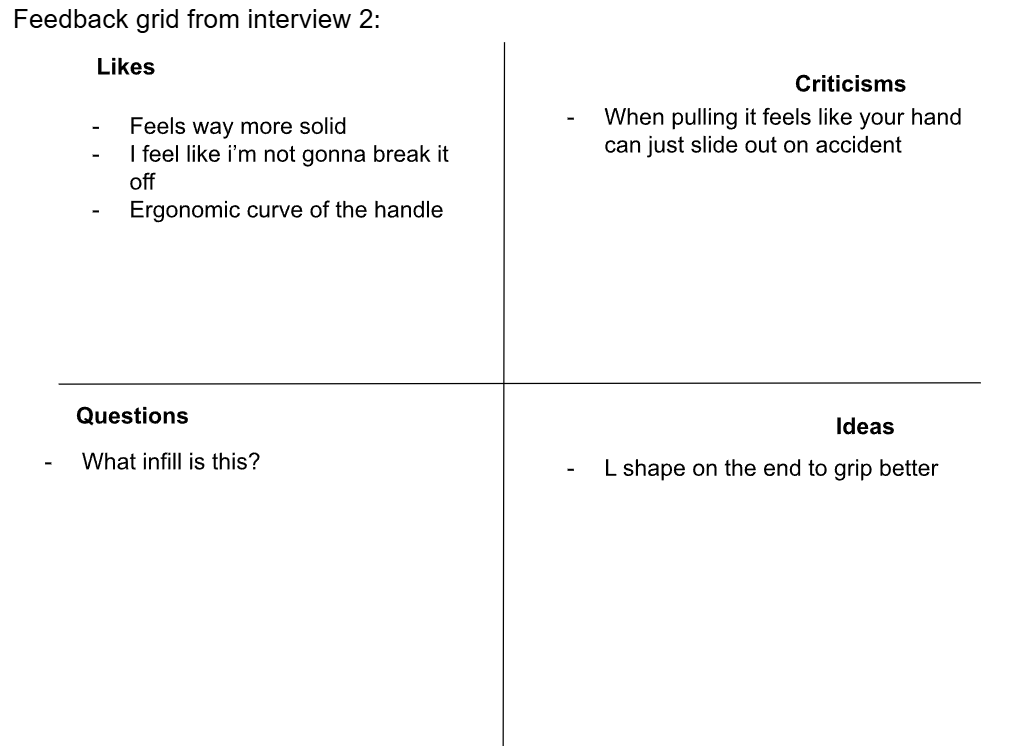 Feedback grid from interview 2:
Likes
- Feels way more solid
- I feel like i’m not gonna break it
off
- Ergonomic curve of the handle
Criticisms
- When pulling it feels like your hand
can just slide out on accident
Questions
- What infill is this?
Ideas
- L shape on the end to grip better